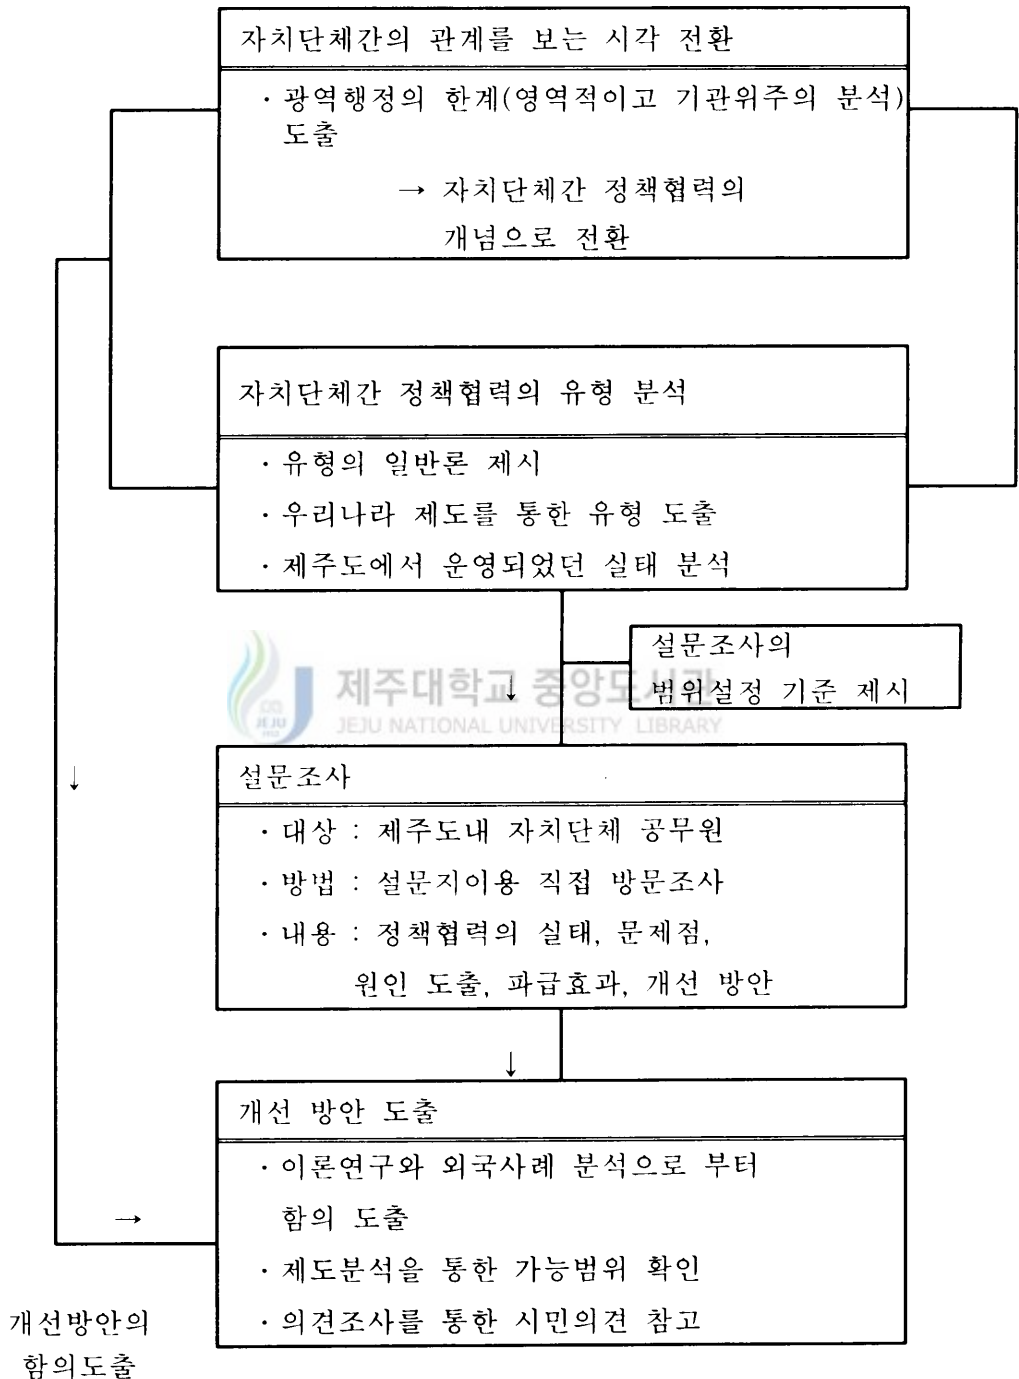 자치단체간의 관계를 보는 시각 전환
· 광역행정의 한계(영역적이고 기관위주의 분석)
도출
→ 자치단체간 정책협력의
개념으로 전환
자치단체간 정책협력의 유형 분석
· 유형의 일반론 제시
· 우리나라 제도를 통한 유형 도출
· 제주도에서 운영되었던 실태 분석
설문조사의
범위설정 기준 제시
제주대학교 중앙도서관
JEJU NATIONAL UNIVERSITY LIBRARY
JEJU
1952
↓
설문조사
↓
· 대상 : 제주도내 자치단체 공무원
· 방법 : 설문지이용 직접 방문조사
· 내용 : 정책협력의 실태, 문제점,
원인 도출, 파급효과, 개선 방안
↓
개선 방안 도출
· 이론연구와 외국사례 분석으로 부터
함의 도출
→
· 제도분석을 통한 가능범위 확인
· 의견조사를 통한 시민의견 참고
개선방안의
함의도출